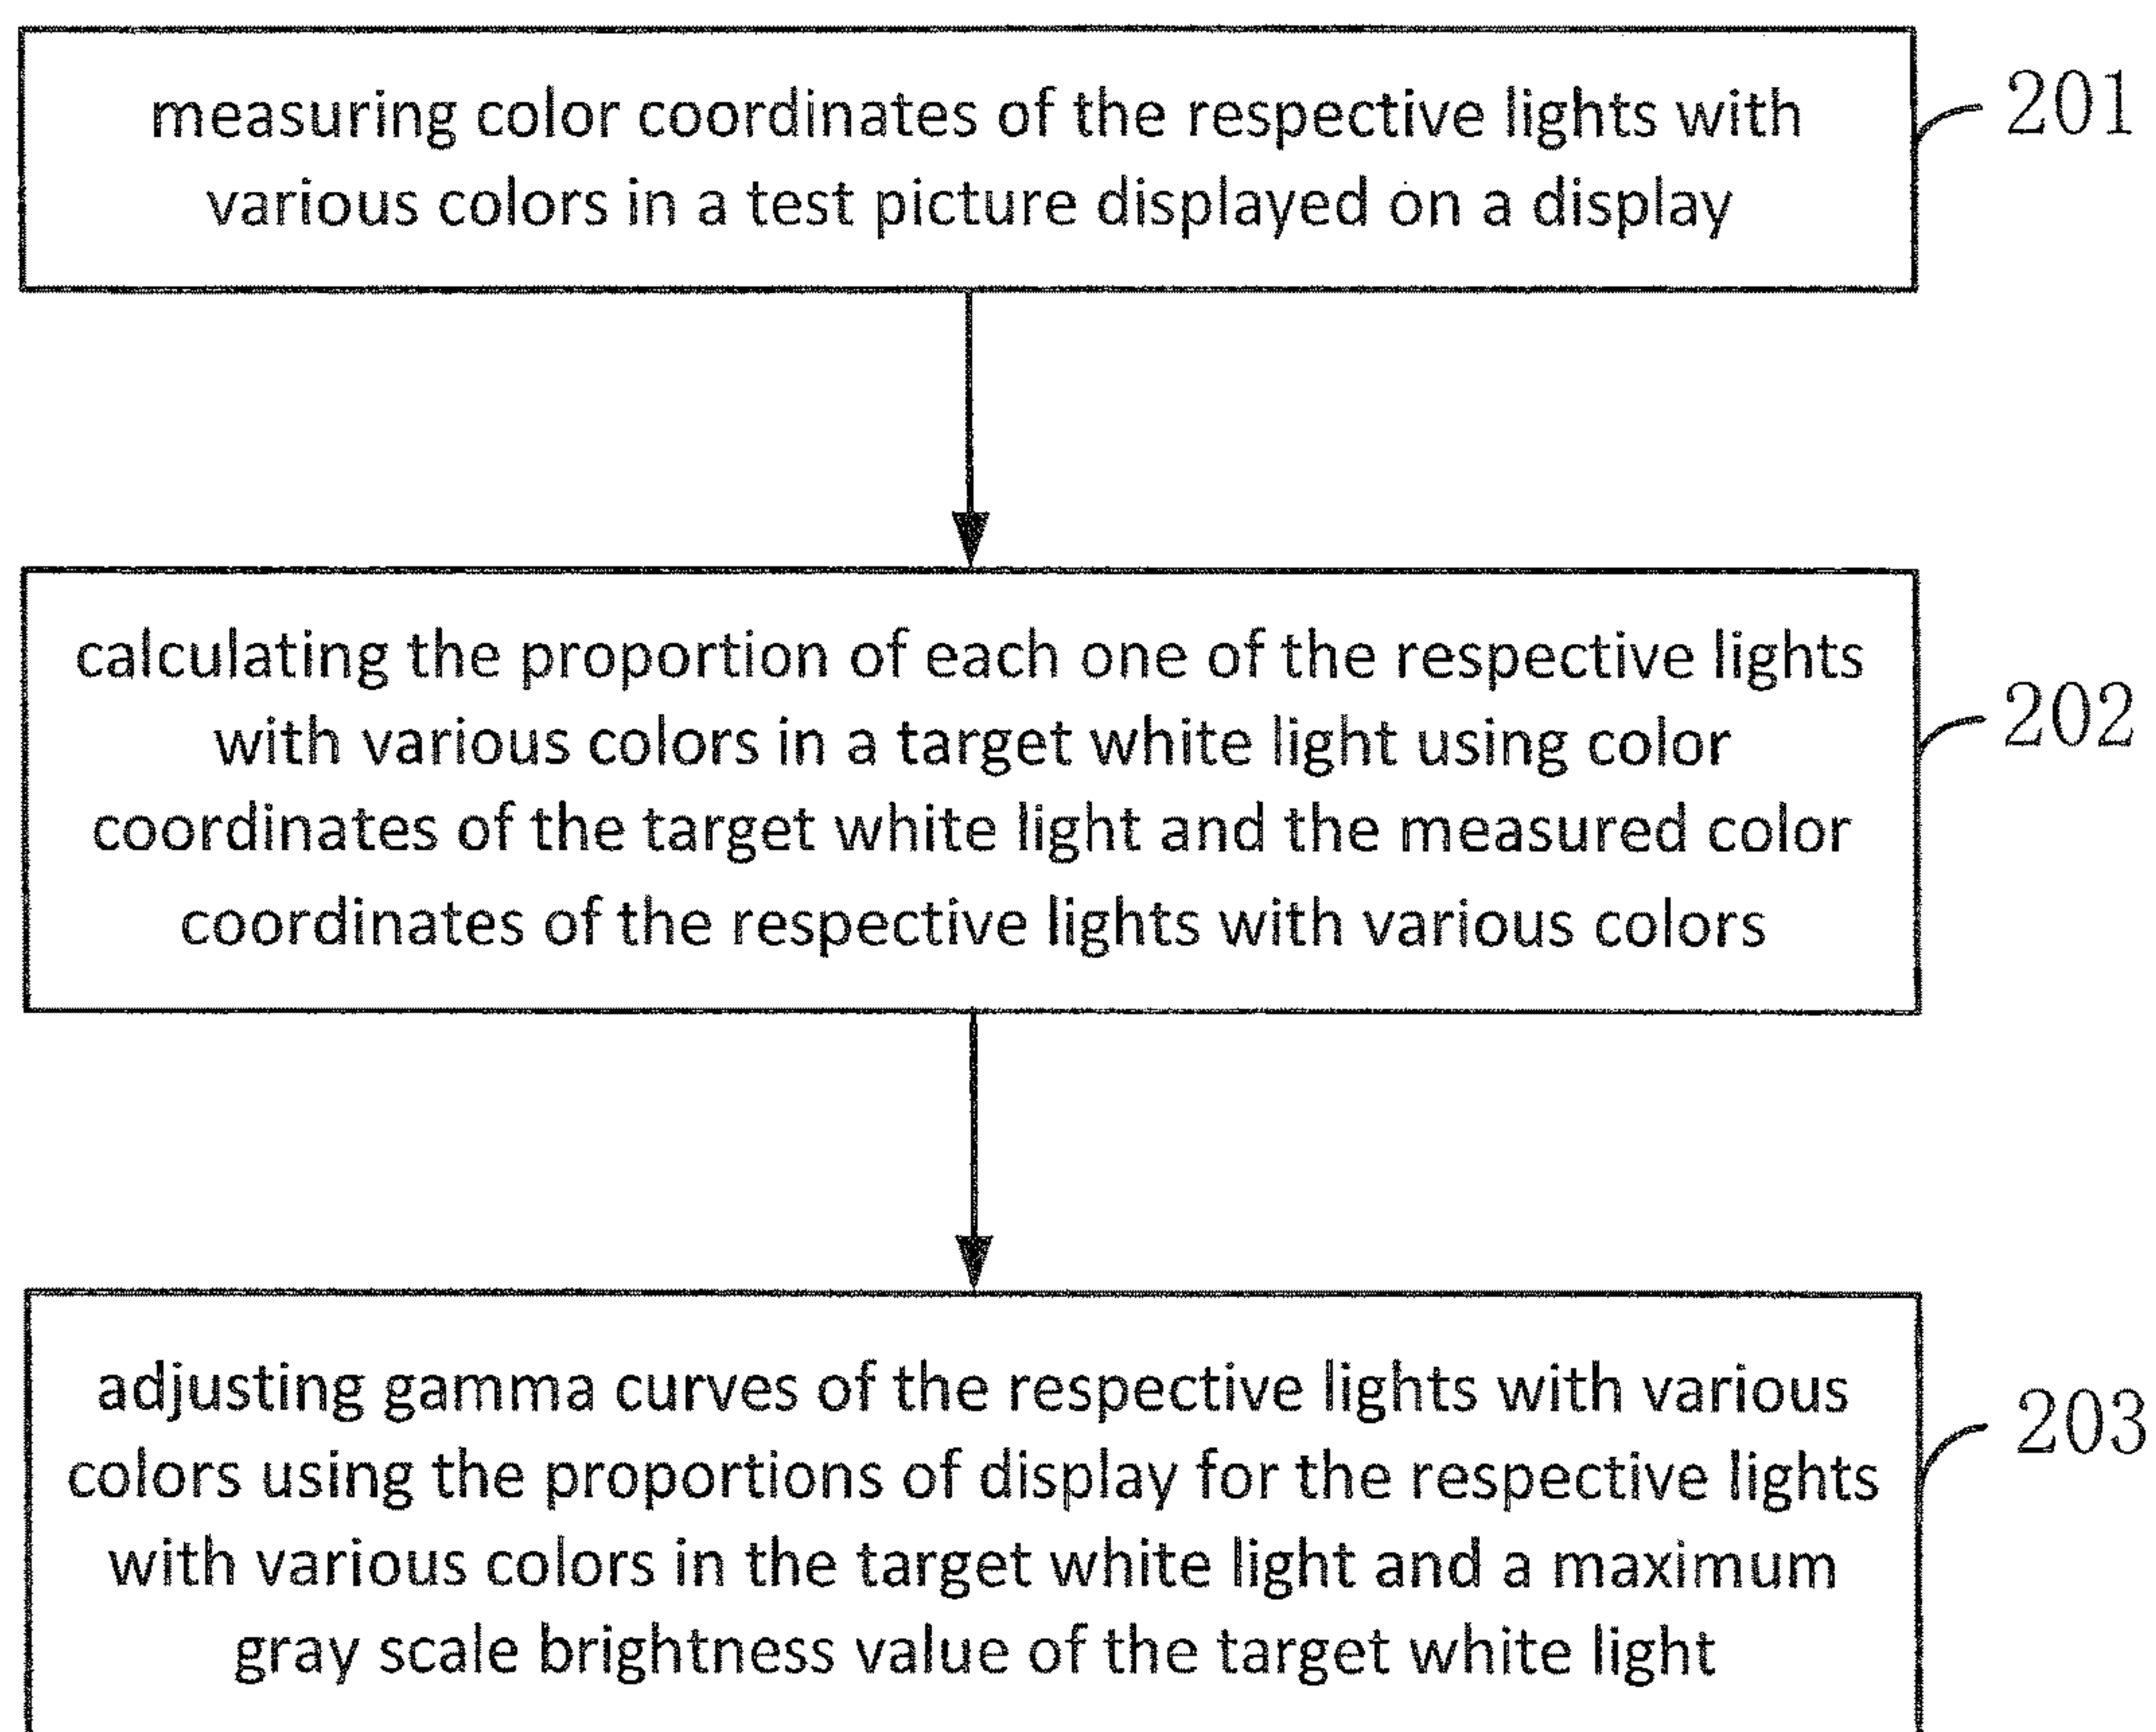 measuring color coordinates of the respective lights with
various colors in a test picture displayed on a display
201
calculating the proportion of each one of the respective lights
with various colors in a target white light using color
coordinates of the target white light and the measured color
coordinates of the respective lights with various colors
202
adjusting gamma curves of the respective lights with various
colors using the proportions of display for the respective lights
with various colors in the target white light and a maximum
gray scale brightness value of the target white light
203